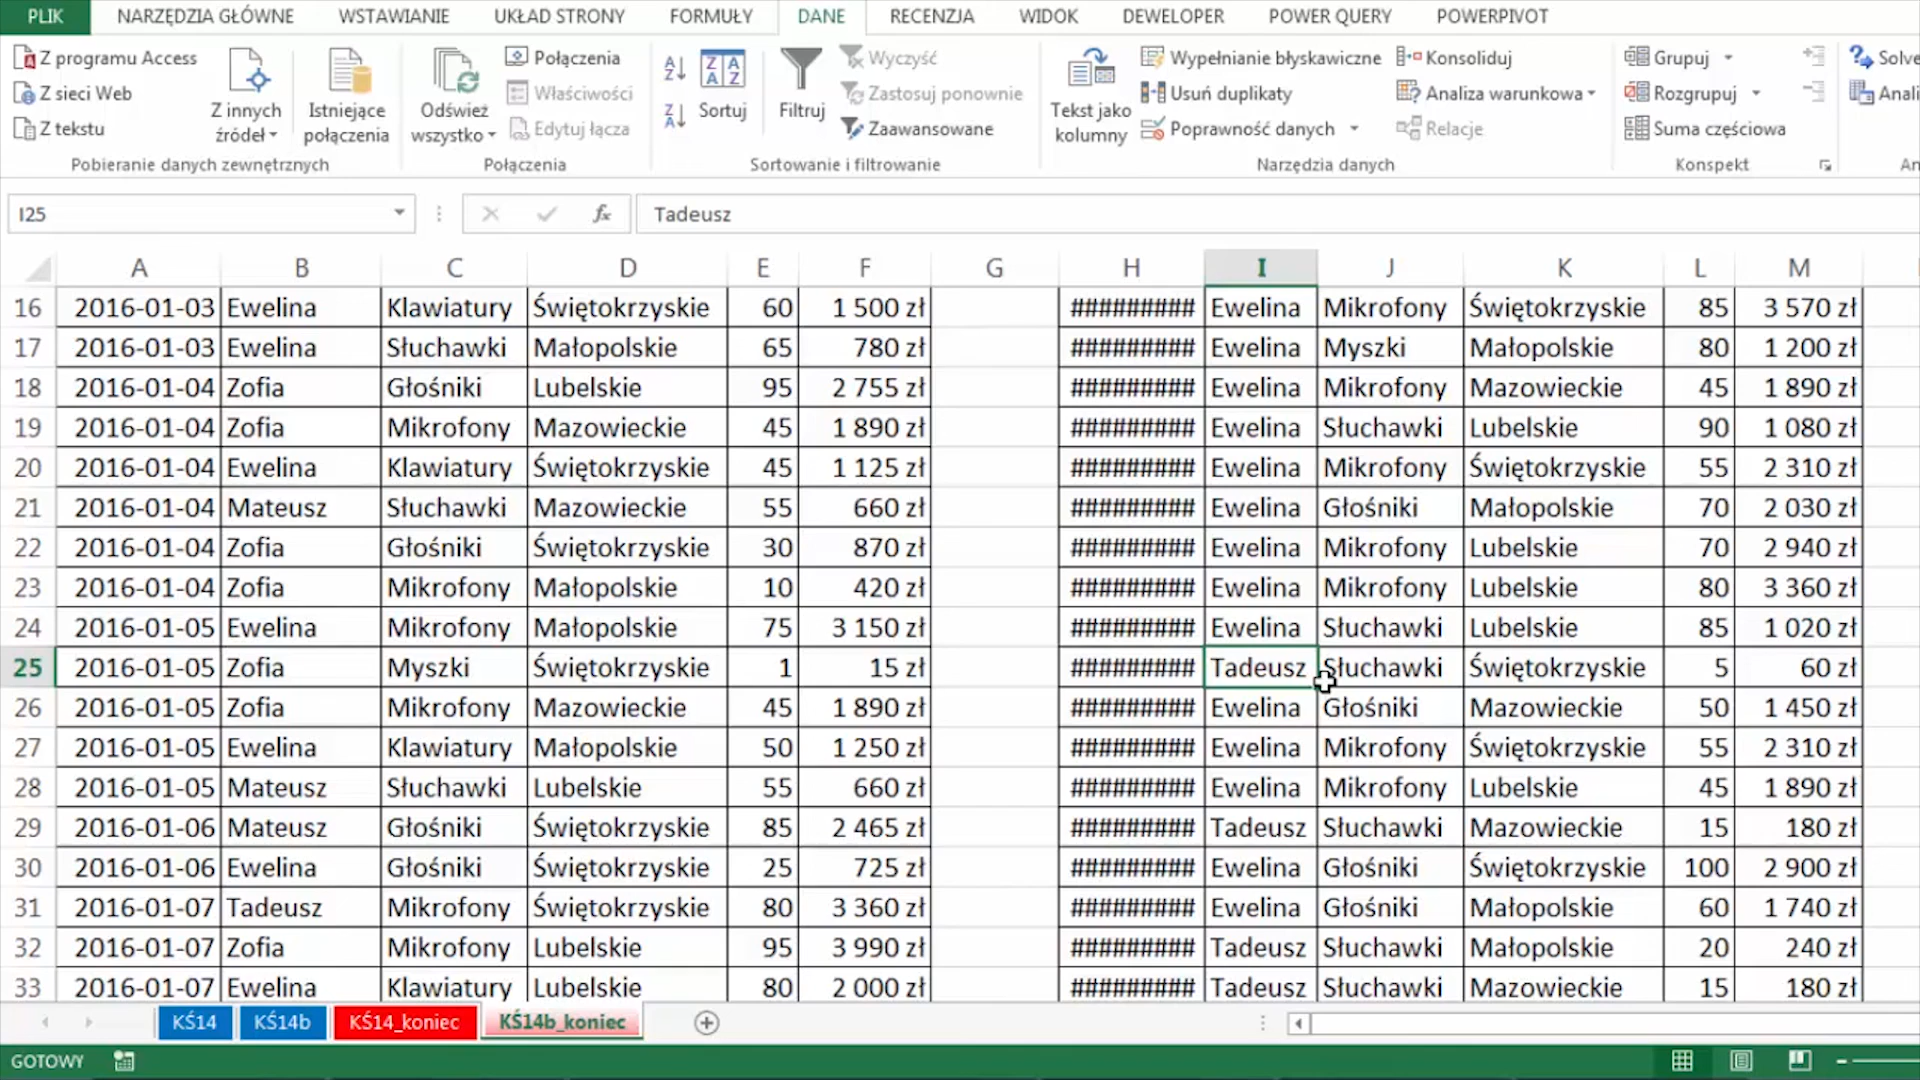 PLIK NARZĘDZIA GŁÓWNE WSTAWIANIE UKŁAD STRONY FORMUŁY DANE RECENZJA WIDOK DEWELOPER POWER QUERY POWERPIVOT
Z programu Access
Z sieci Web
Z tekstu
Z innych
źródeł
Istniejące
połączenia
Pobieranie danych zewnętrznych
Odśwież
wszystko
Połączenia
Właściwości
Edytuj łącza
Połączenia
Sortuj
Filtruj
Wyczyść
Zastosuj ponownie
Zaawansowane
Sortowanie i filtrowanie
Tekst jako
kolumny
Wypełnianie błyskawiczne
Usuń duplikaty
Poprawność danych
Konsoliduj
Analiza warunkowa
Relacje
Narzędzia danych
Grupuj
Rozgrupuj
Suma częściowa
Konspekt
Solve
Anali
An
I25 fx Tadeusz
A B C D E F G H I J K L M
16 2016-01-03 Ewelina Klawiatury Świętokrzyskie 60 1 500 zł ######### Ewelina Mikrofony Świętokrzyskie 85 3 570 zł
17 2016-01-03 Ewelina Słuchawki Małopolskie 65 780 zł ######### Ewelina Myszki Małopolskie 80 1 200 zł
18 2016-01-04 Zofia Głośniki Lubelskie 95 2 755 zł ######### Ewelina Mikrofony Mazowieckie 45 1 890 zł
19 2016-01-04 Zofia Mikrofony Mazowieckie 45 1 890 zł ######### Ewelina Słuchawki Lubelskie 90 1 080 zł
20 2016-01-04 Ewelina Klawiatury Świętokrzyskie 45 1 125 zł ######### Ewelina Mikrofony Świętokrzyskie 55 2 310 zł
21 2016-01-04 Mateusz Słuchawki Mazowieckie 55 660 zł ######### Ewelina Głośniki Małopolskie 70 2 030 zł
22 2016-01-04 Zofia Głośniki Świętokrzyskie 30 870 zł ######### Ewelina Mikrofony Lubelskie 70 2 940 zł
23 2016-01-04 Zofia Mikrofony Małopolskie 10 420 zł ######### Ewelina Mikrofony Lubelskie 80 3 360 zł
24 2016-01-05 Ewelina Mikrofony Małopolskie 75 3 150 zł ######### Ewelina Słuchawki Lubelskie 85 1 020 zł
25 2016-01-05 Zofia Myszki Świętokrzyskie 1 15 zł ######### Tadeusz Słuchawki Świętokrzyskie 5 60 zł
26 2016-01-05 Zofia Mikrofony Mazowieckie 45 1 890 zł ######### Ewelina Głośniki Mazowieckie 50 1 450 zł
27 2016-01-05 Ewelina Klawiatury Małopolskie 50 1 250 zł ######### Ewelina Mikrofony Świętokrzyskie 55 2 310 zł
28 2016-01-05 Mateusz Słuchawki Lubelskie 55 660 zł ######### Ewelina Mikrofony Lubelskie 45 1 890 zł
29 2016-01-06 Mateusz Głośniki Świętokrzyskie 85 2 465 zł ######### Tadeusz Słuchawki Mazowieckie 15 180 zł
30 2016-01-06 Ewelina Głośniki Świętokrzyskie 25 725 zł ######### Ewelina Głośniki Świętokrzyskie 100 2 900 zł
31 2016-01-07 Tadeusz Mikrofony Świętokrzyskie 80 3 360 zł ######### Ewelina Głośniki Małopolskie 60 1 740 zł
32 2016-01-07 Zofia Mikrofony Lubelskie 95 3 990 zł ######### Tadeusz Słuchawki Małopolskie 20 240 zł
33 2016-01-07 Ewelina Klawiatury Lubelskie 80 2 000 zł ######### Tadeusz Słuchawki Mazowieckie 15 180 zł
KŚ14 KŚ14b KŚ14_koniec KŚ14b_koniec
GOTOWY